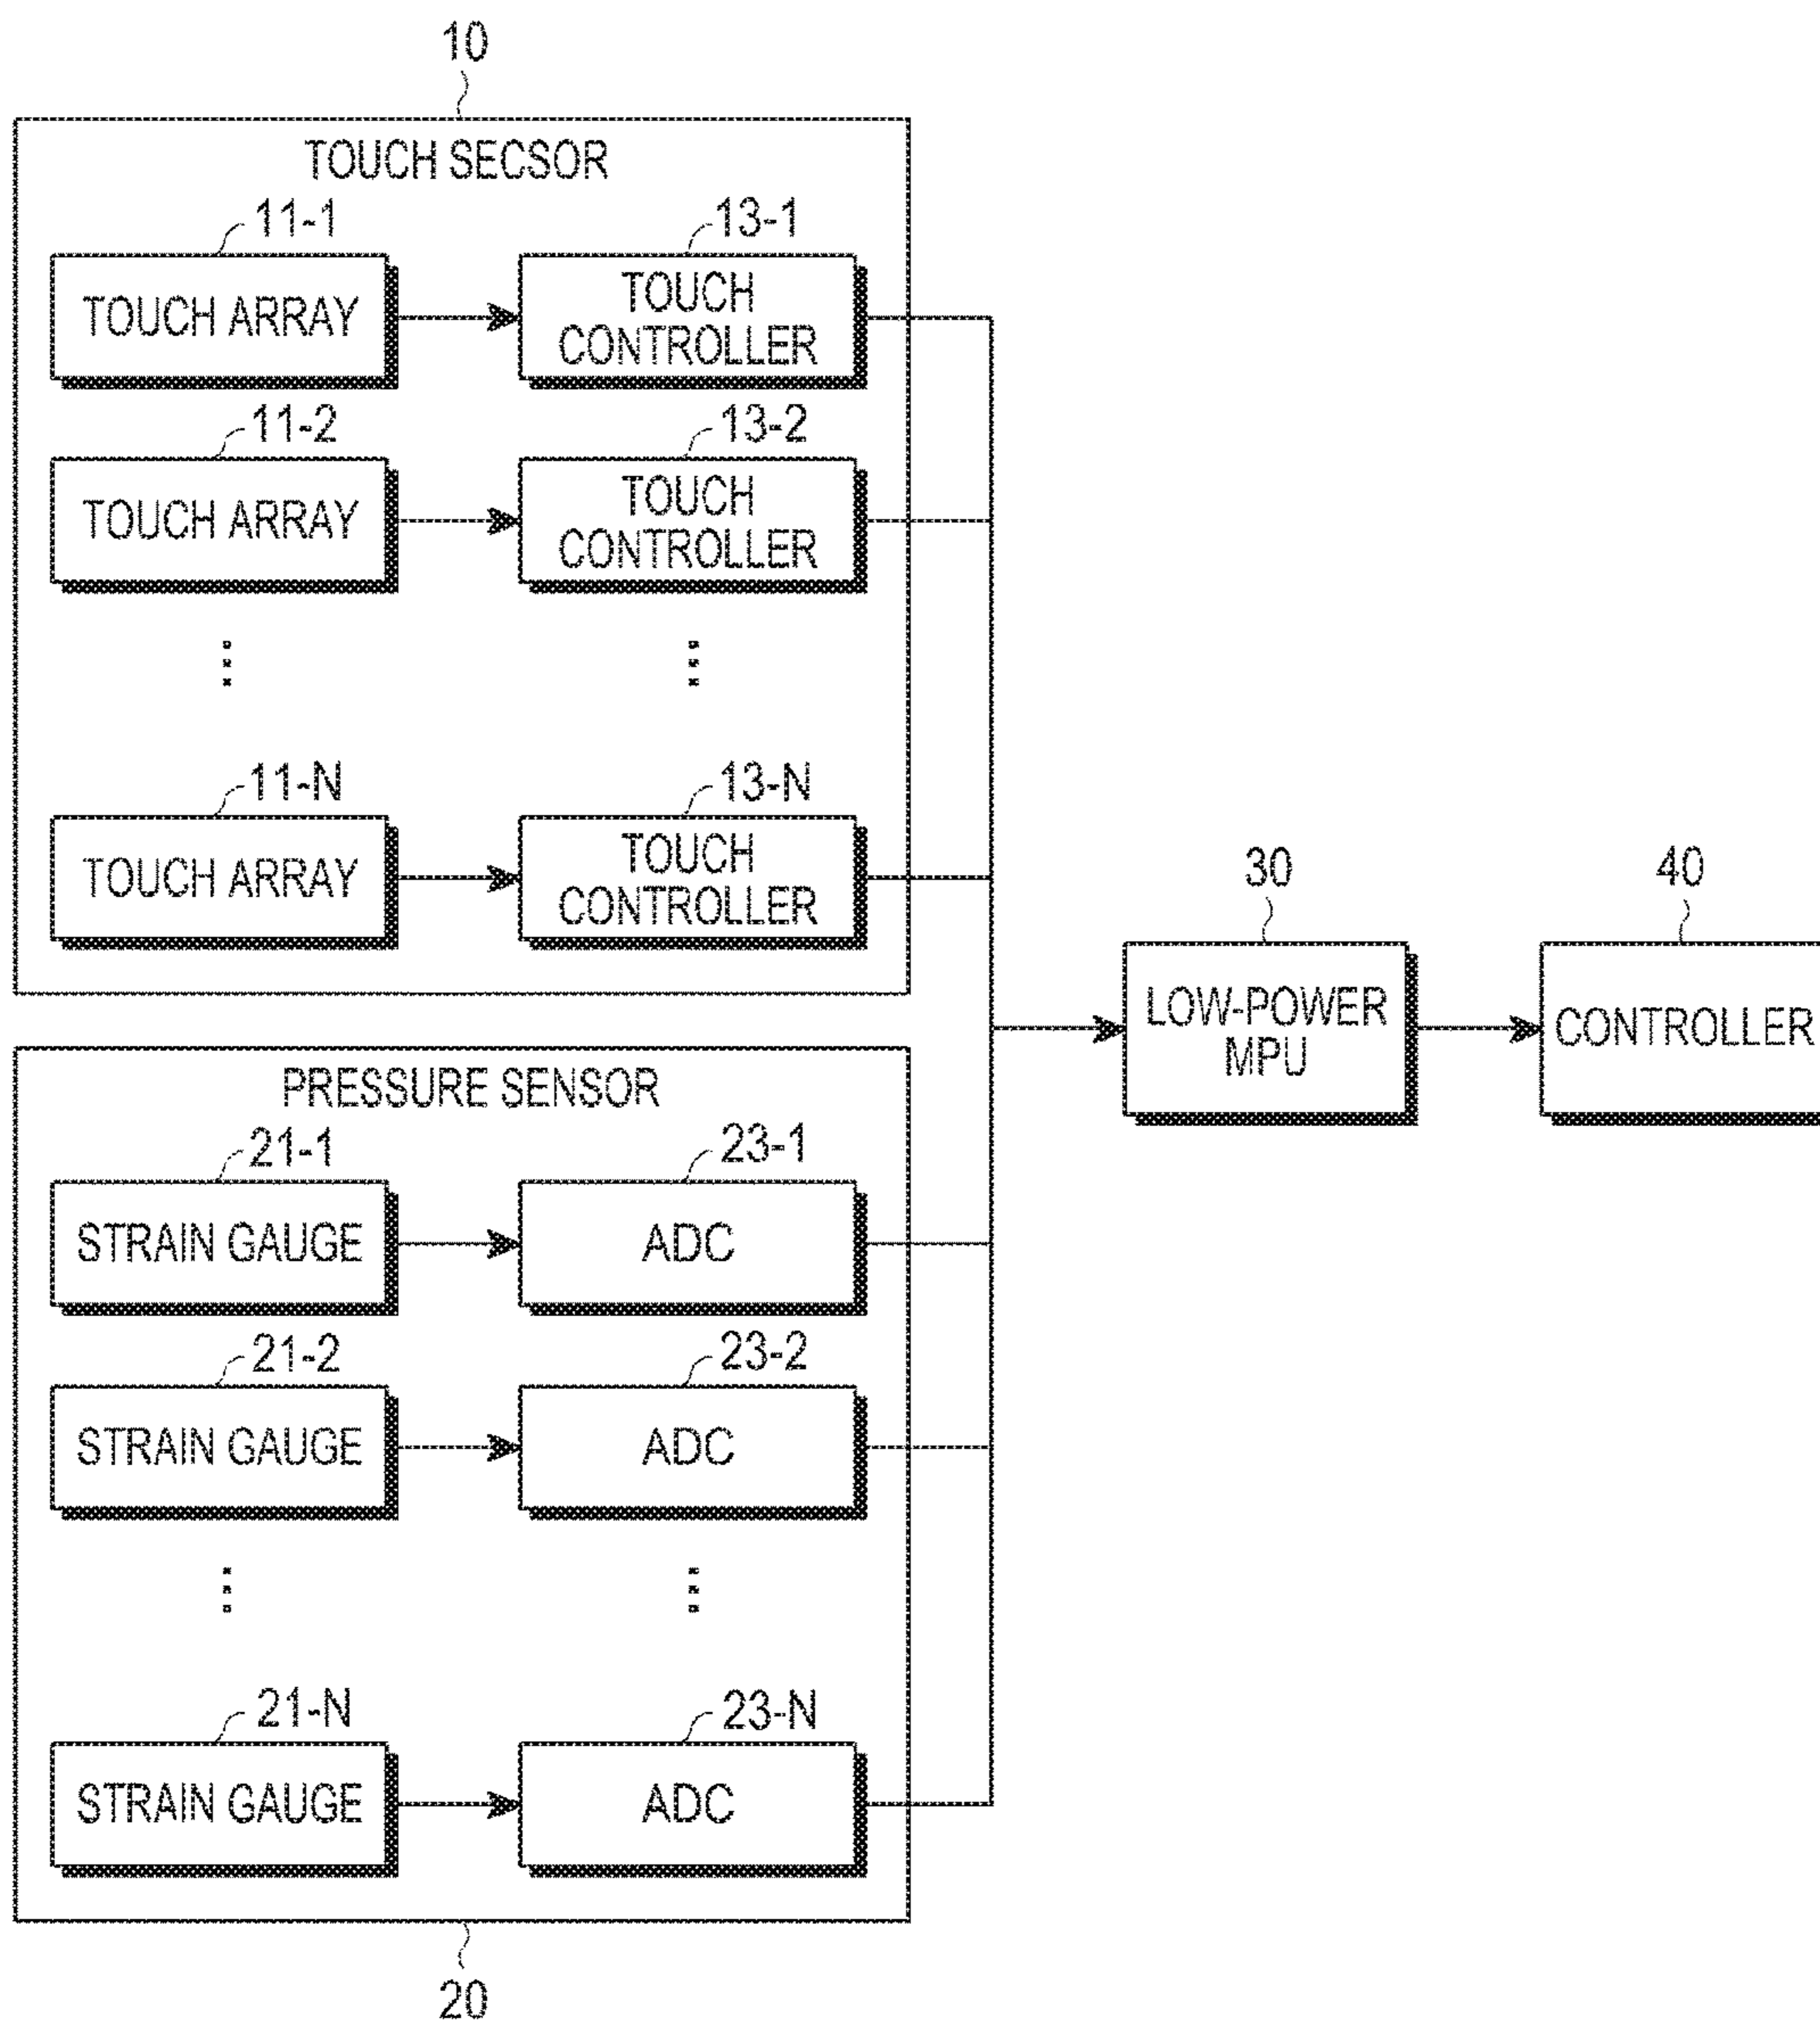 10
TOUCH SECSOR
11-1
13-1
TOUCH ARRAY
TOUCH
CONTROLLER
11-2
13-2
TOUCH ARRAY
TOUCH
CONTROLLER
11-N
13-N
TOUCH ARRAY
TOUCH
CONTROLLER
30
40
LOW-POWER
MPU
CONTROLLER
PRESSURE SENSOR
21-1
23-1
STRAIN GAUGE
ADC
21-2
23-2
STRAIN GAUGE
ADC
21-N
23-N
STRAIN GAUGE
ADC
20